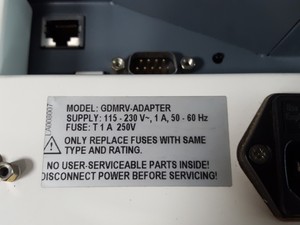 MODEL: GDMRV-ADAPTER
SUPPLY: 115 - 230 V~, 1 A, 50 - 60 Hz
FUSE: T 1 A 250V
ONLY REPLACE FUSES WITH SAME
TYPE AND RATING.
NO USER-SERVICEABLE PARTS INSIDE!
DISCONNECT POWER BEFORE SERVICING!